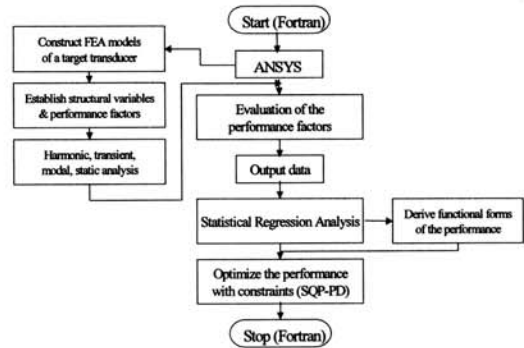 Start (Fortran)
Construct FEA models
of a target transducer
ANSYS
Establish structural variables
& performance factors
Evaluation of the
performance factors
Harmonic, transient,
modal, static analysis
Output data
Statistical Regression Analysis
Derive functional forms
of the performance
Optimize the performance
with constraints (SQP-PD)
Stop (Fortran)